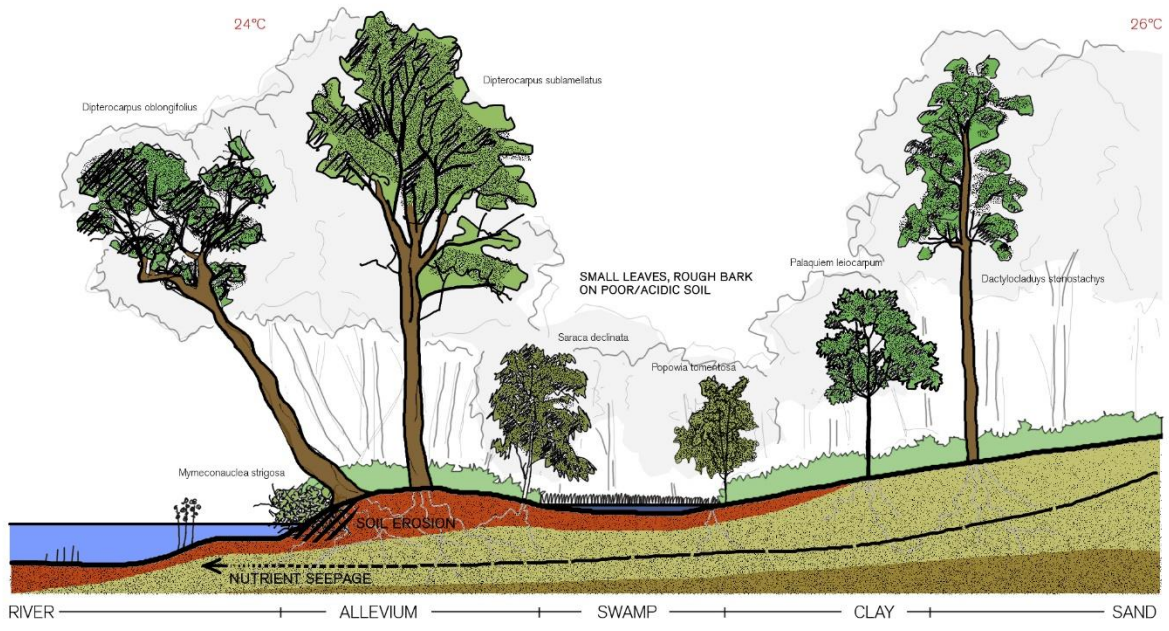 24°C
26°C
Dipterocarpus oblongifolius
Dipterocarpus sublamellatus
SMALL LEAVES, ROUGH BARK
ON POOR/ACIDIC SOIL
Palaquiem leiocarpum
Dactylocladuys stenostachys
Saraca declinata
Popowia tomentosa
Mymeconauclea strigosa
SOIL EROSION
NUTRIENT SEEPAGE
RIVER
ALLEVIUM
SWAMP
CLAY
SAND